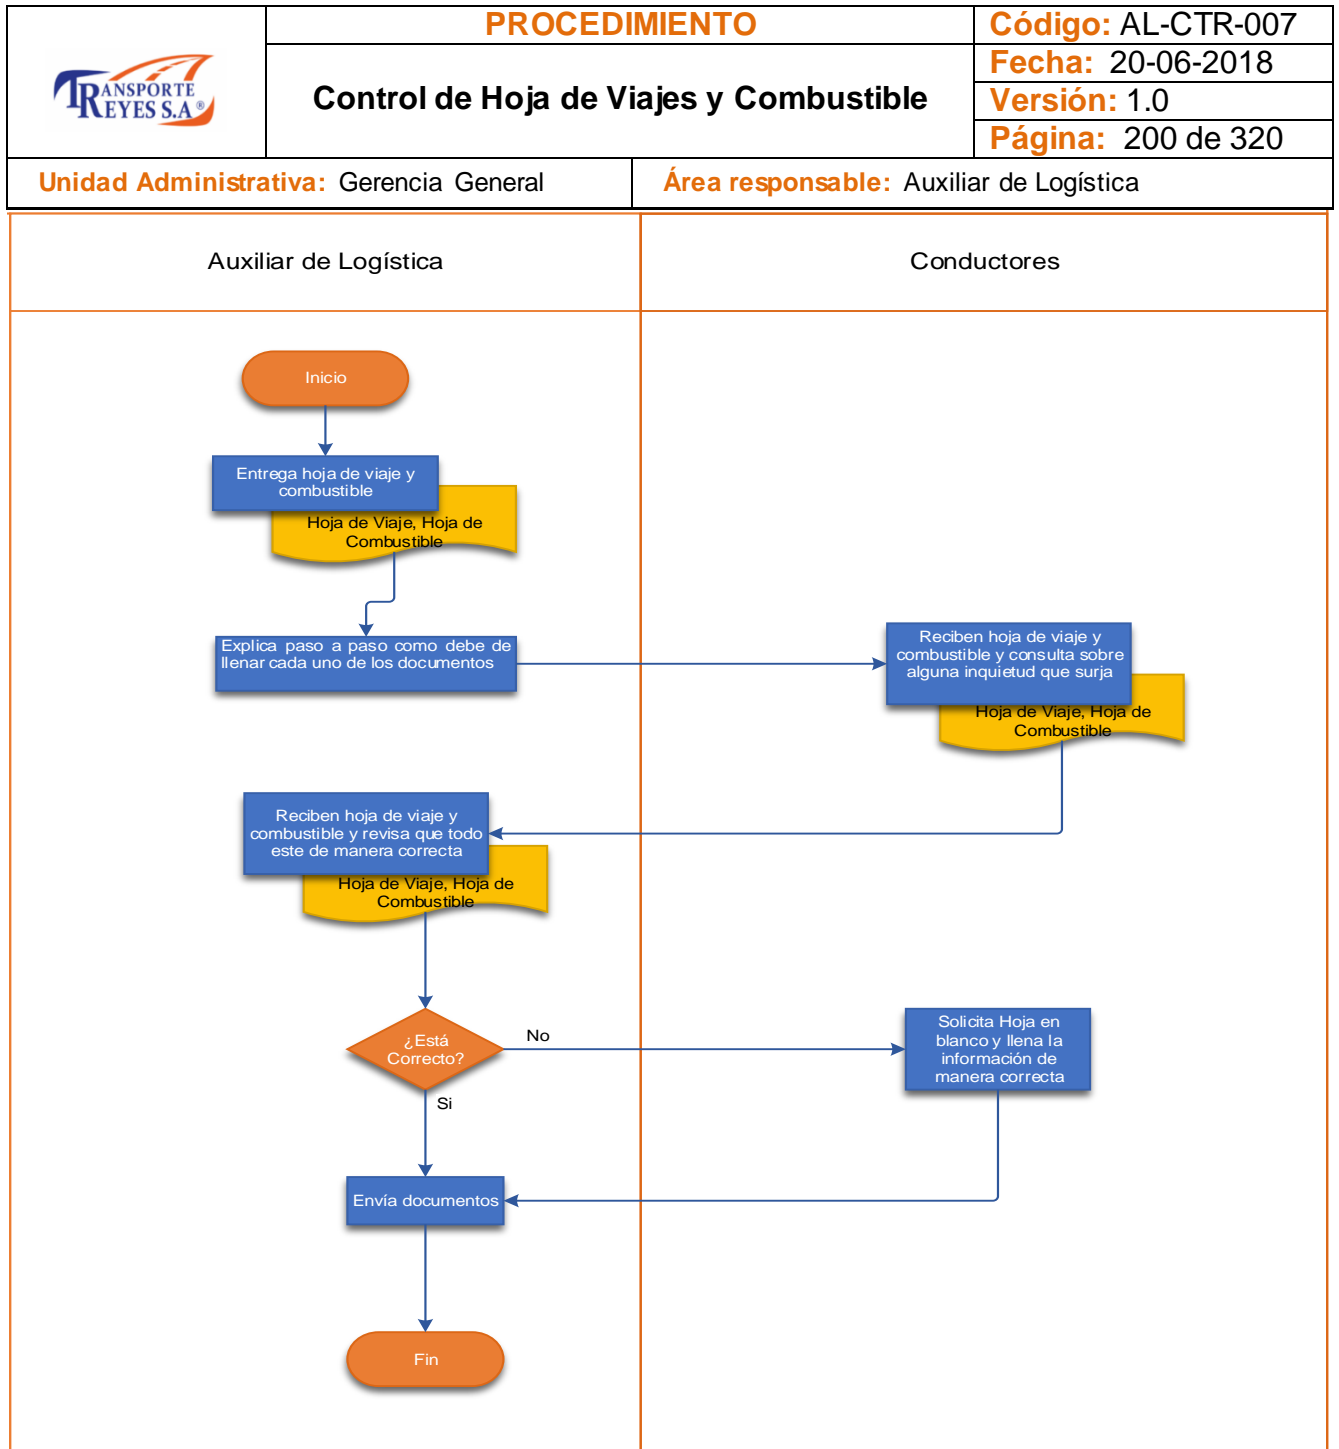 TRANSPORTE
REYES S.A®
PROCEDIMIENTO
Control de Hoja de Viajes y Combustible
Código: AL-CTR-007
Fecha: 20-06-2018
Versión: 1.0
Página: 200 de 320
Unidad Administrativa: Gerencia General
Área responsable: Auxiliar de Logística
Auxiliar de Logística
Conductores
Inicio
Entrega hoja de viaje y
combustible
Hoja de Viaje, Hoja de
Combustible
Explica paso a paso como debe de
llenar cada uno de los documentos
Reciben hoja de viaje y
combustible y consulta sobre
alguna inquietud que surja
Hoja de Viaje, Hoja de
Combustible
Reciben hoja de viaje y
combustible y revisa que todo
este de manera correcta
Hoja de Viaje, Hoja de
Combustible
¿Está
Correcto?
No
Solicita Hoja en
blanco y llena la
información de
manera correcta
Si
Envía documentos
Fin